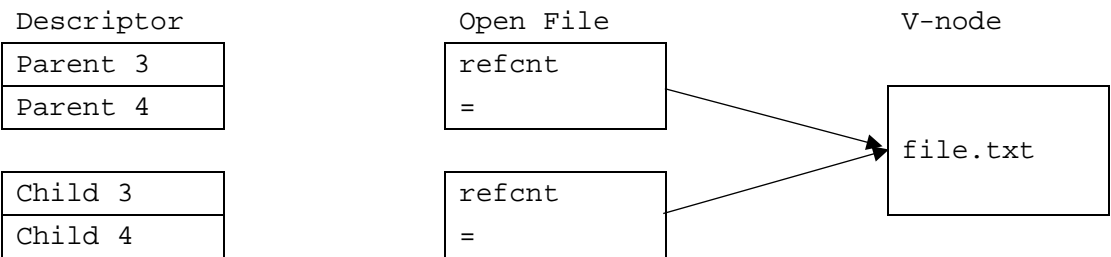 Descriptor Open File V-node
Parent 3 refcnt
Parent 4 =
file.txt
Child 3 refcnt
Child 4 =